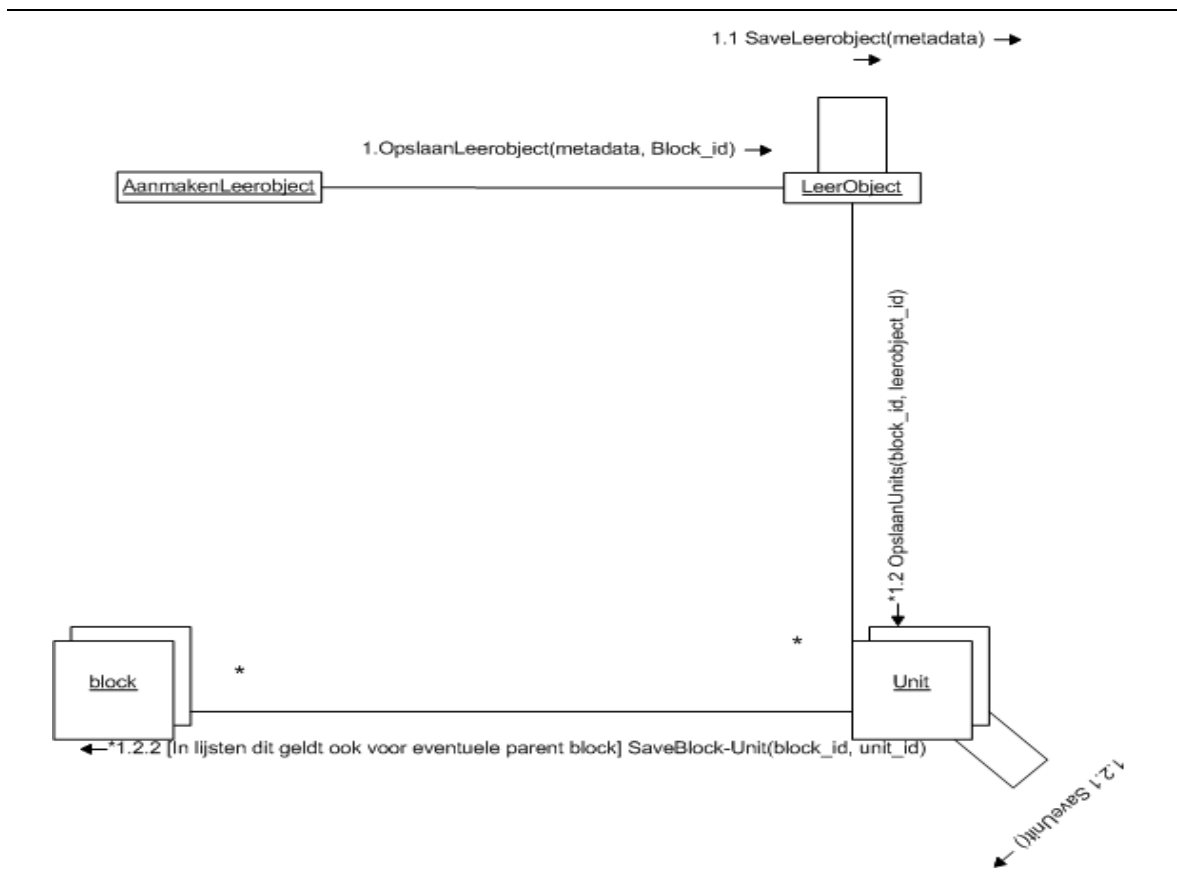 1.1 SaveLeerobject(metadata)
1.OpslaanLeerobject(metadata, Block_id)
AanmakenLeerobject
LeerObject
*1.2 OpslaanUnits(block_id, leerobject_id)
*
*
block
Unit
*1.2.2 [In lijsten dit geldt ook voor eventuele parent block] SaveBlock-Unit(block_id, unit_id)
1.2.1 SaveUnit()